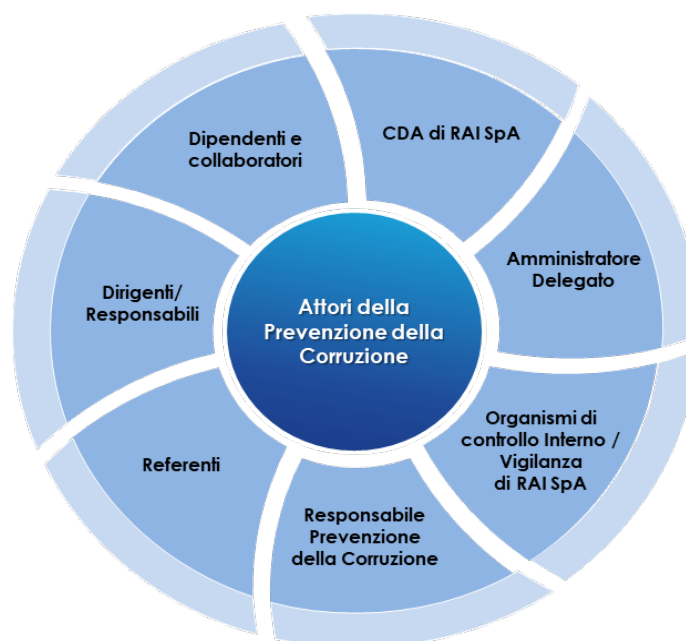 Attori della
Prevenzione della
Corruzione
CDA di RAI SpA
Amministratore
Delegato
Organismi di
controllo Interno /
Vigilanza
di RAI SpA
Responsabile
Prevenzione
della Corruzione
Referenti
Dirigenti/
Responsabili
Dipendenti e
collaboratori